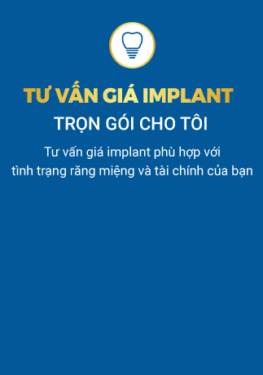 TƯ VẤN GIÁ IMPLANT
TRỌN GÓI CHO TÔI
Tư vấn giá implant phù hợp với
tình trạng răng miệng và tài chính của bạn